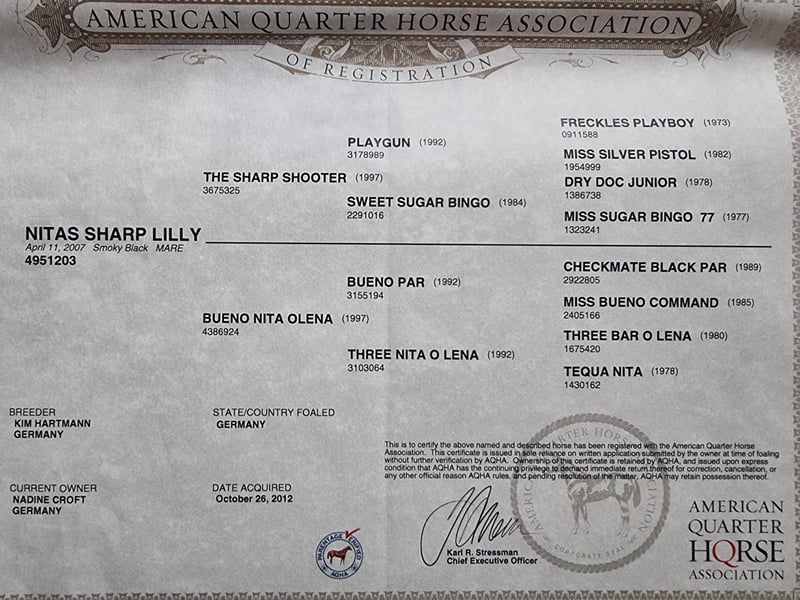 AMERICAN QUARTER HORSE ASSOCIATION
OF REGISTRATION
FRECKLES PLAYBOY (1973)
0911588
PLAYGUN (1992)
3178989
MISS SILVER PISTOL (1982)
1954999
THE SHARP SHOOTER (1997)
3675325
DRY DOC JUNIOR (1978)
1386738
SWEET SUGAR BINGO (1984)
2291016
MISS SUGAR BINGO 77 (1977)
1323241
NITAS SHARP LILLY
April 11, 2007 Smoky Black MARE
4951203
CHECKMATE BLACK PAR (1989)
2922805
BUENO PAR (1992)
3155194
MISS BUENO COMMAND (1985)
2405166
BUENO NITA OLENA (1997)
4386924
THREE BAR O LENA (1980)
1675420
THREE NITA O LENA (1992)
3103064
TEQUA NITA (1978)
1430162
BREEDER
KIM HARTMANN
GERMANY
STATE/COUNTRY FOALED
GERMANY
CURRENT OWNER
NADINE CROFT
GERMANY
DATE ACQUIRED
October 26, 2012
This is to certify the above named and described horse has been registered with the American Quarter Horse
Association. This certificate is issued in sole reliance on written application submitted by the owner at time of foaling
without further verification by AQHA. Ownership of this certificate is retained by AQHA, and issued upon express
condition that AQHA has the continuing privilege to demand immediate return thereof for correction, cancellation, or
any other official reason AQHA rules, and pending resolution of the matter, AQHA may retain possession thereof.
Karl R. Stressman
Chief Executive Officer
PARENTAGE VERIFIED
AQHA
AMERICAN QUARTER HORSE ASSOCIATION
CORPORATE SEAL
AMERICAN
QUARTER
HORSE
ASSOCIATION